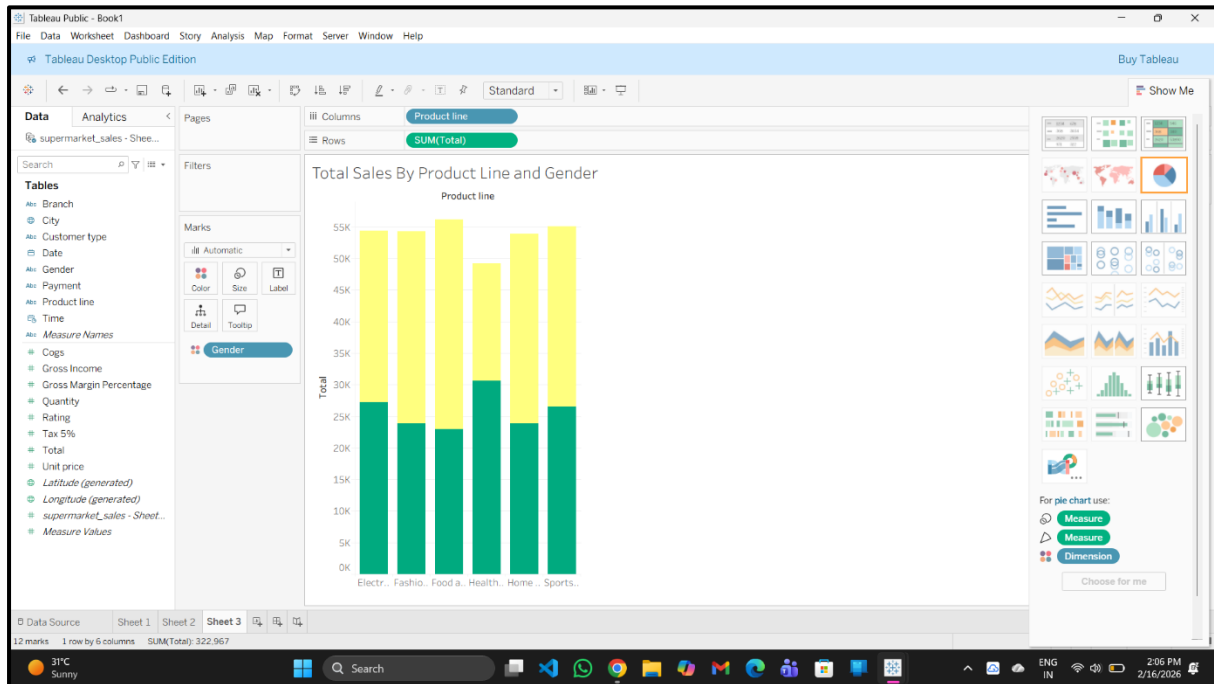 Tableau Public - Book1
File Data Worksheet Dashboard Story Analysis Map Format Server Window Help
Tableau Desktop Public Edition
Buy Tableau
Standard
Show Me
Data Analytics
supermarket_sales - Shee...
Search
Tables
Abc Branch
City
Abc Customer type
Date
Abc Gender
Abc Payment
Abc Product line
Time
Abc Measure Names
# Cogs
# Gross Income
# Gross Margin Percentage
# Quantity
# Rating
# Tax 5%
# Total
# Unit price
Latitude (generated)
Longitude (generated)
# supermarket_sales - Sheet...
# Measure Values
Pages
Filters
Marks
Automatic
Color Size Label
Detail Tooltip
Gender
Columns Product line
Rows SUM(Total)
Total Sales By Product Line and Gender
Product line
Total
55K
50K
45K
40K
35K
30K
25K
20K
15K
10K
5K
0K
Electr.. Fashio.. Food a.. Health.. Home .. Sports..
For pie chart use:
Measure
Measure
Dimension
Choose for me
Data Source Sheet 1 Sheet 2 Sheet 3
12 marks 1 row by 6 columns SUM(Total): 322,967
31°C
Sunny
Search
ENG
IN
2:06 PM
2/16/2026